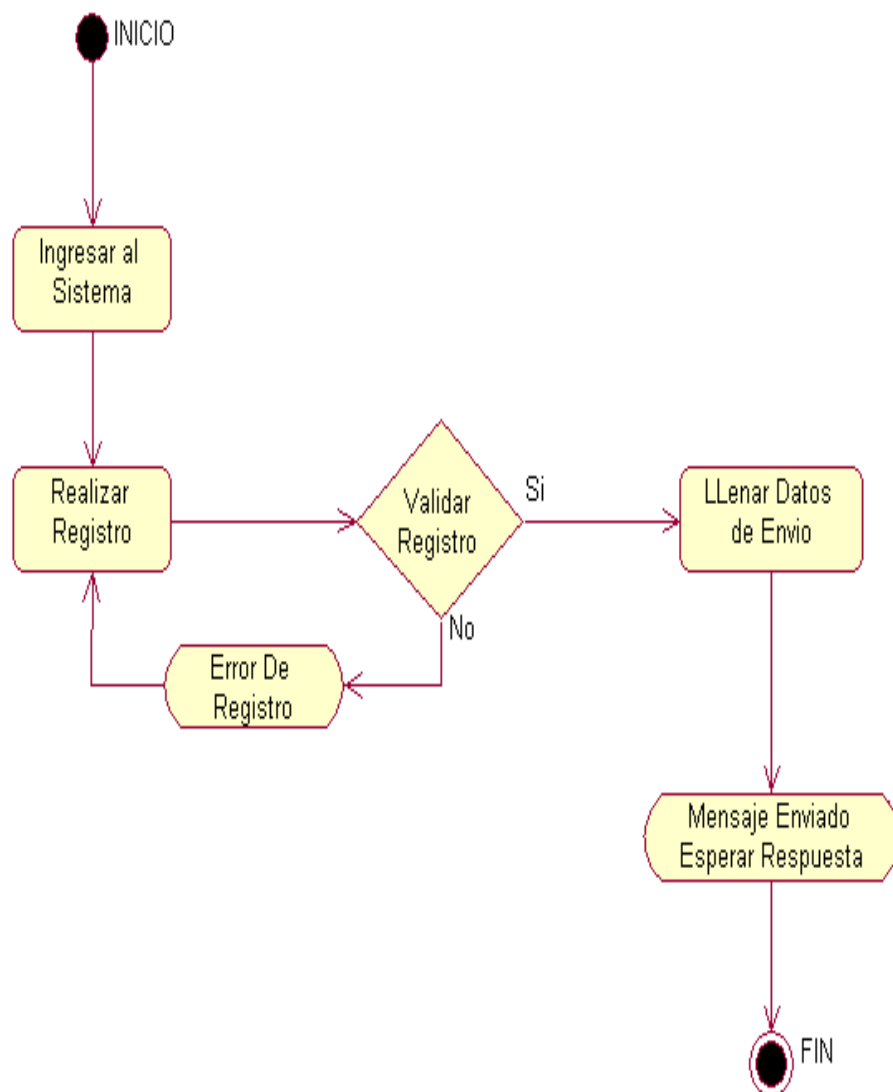 INICIO
Ingresar al
Sistema
Realizar
Registro
Validar
Registro
Si
LLenar Datos
de Envio
No
Error De
Registro
Mensaje Enviado
Esperar Respuesta
FIN